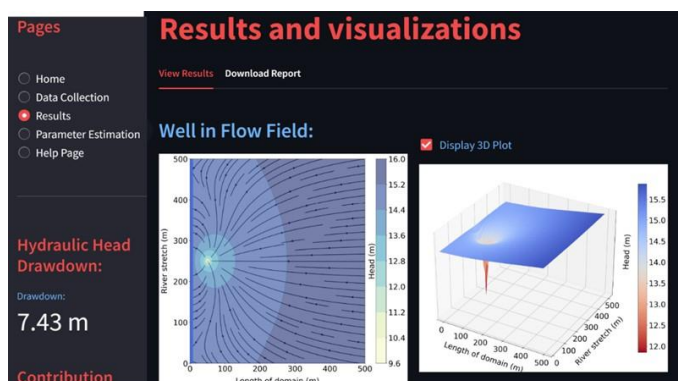 Pages
Home
Data Collection
Results
Parameter Estimation
Help Page
Hydraulic Head
Drawdown:
Drawdown:
7.43 m
Contribution
Results and visualizations
View Results Download Report
Well in Flow Field:
500
400
300
200
100
0
River stretch (m)
0 100 200 300 400 500
Length of domain (m)
16.0
15.2
14.4
13.6
12.8
12.0
11.2
10.4
9.6
Head (m)
Display 3D Plot
0 100 200 300 400 500
Length of domain (m)
0 100 200 300 400 500
River stretch (m)
Head (m)
15.5
15.0
14.5
14.0
13.5
13.0
12.5
12.0